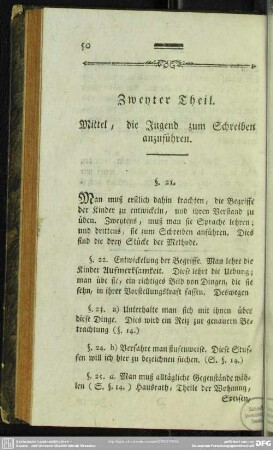 50
Zweyter Theil.
Mittel, die Jugend zum Schreiben
anzuführen.
§. 21.
Man muß erstlich dahin trachten, die Begriffe
der Kinder zu entwickeln, und ihren Verstand zu
üben. Zweytens, muß man sie Sprache lehren;
und drittens, sie zum Schreiben anführen. Dies
sind die drey Stücke der Methode.
§. 22. Entwickelung der Begriffe. Man lehre die
Kinder Aufmerksamkeit. Diese lehrt die Uebung;
man übe sie, ein richtiges Bild von Dingen, die sie
sehn, in ihrer Vorstellungskraft fassen. Deswegen
§. 23. a) Unterhalte man sich mit ihnen über
diese Dinge. Dies wird ein Reiz zur genauern Be-
trachtung (§. 14.)
§. 24. b) Verfahre man stufenweise. Diese Stuf-
fen will ich hier zu bezeichnen suchen. (S. §. 14.)
§. 25. a. Man muß alltägliche Gegenstände wäh-
len (S. §. 14.) Hausrath, Theile der Wohnung,
Speisen,